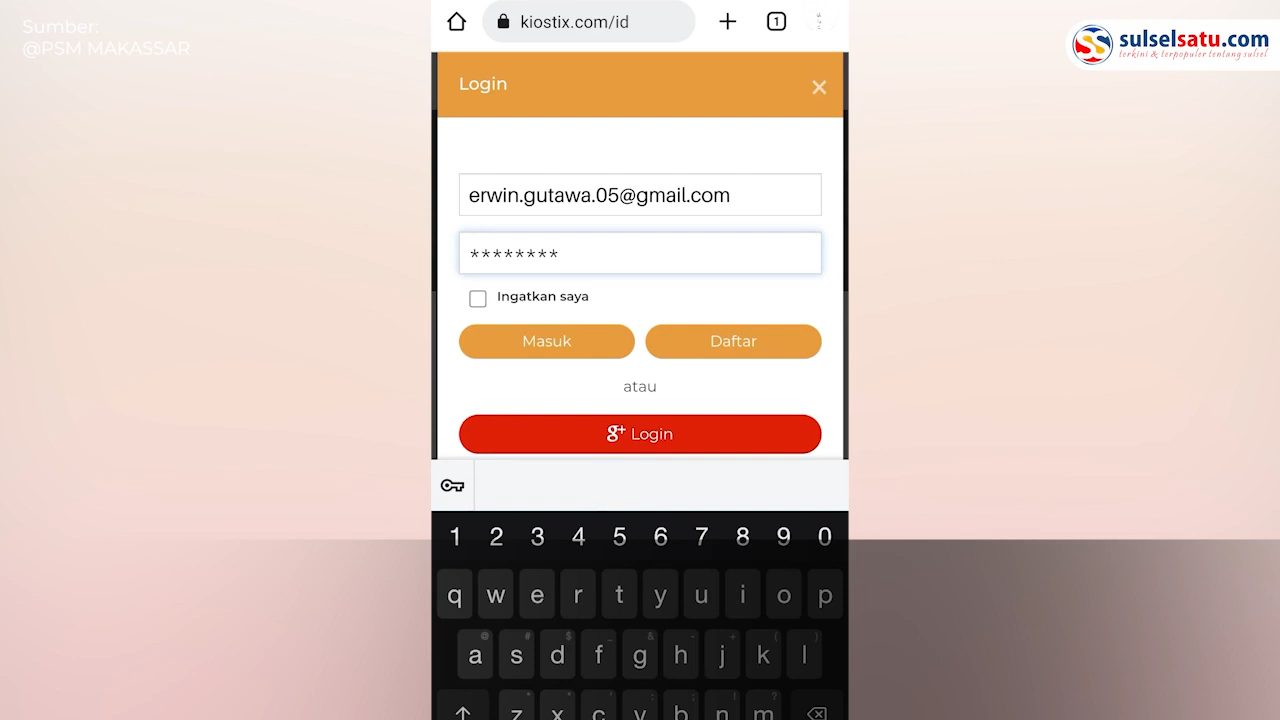 Sumber:
@PSM MAKASSAR
kiostix.com/id
1
sulselsatu.com
terkini & terpopuler tentang sulsel
Login
erwin.gutawa.05@gmail.com
********
Ingatkan saya
Masuk
Daftar
atau
g+ Login
1 2 3 4 5 6 7 8 9 0
q w e r t y u i o p
a s d f g h j k l
z x c v b n m